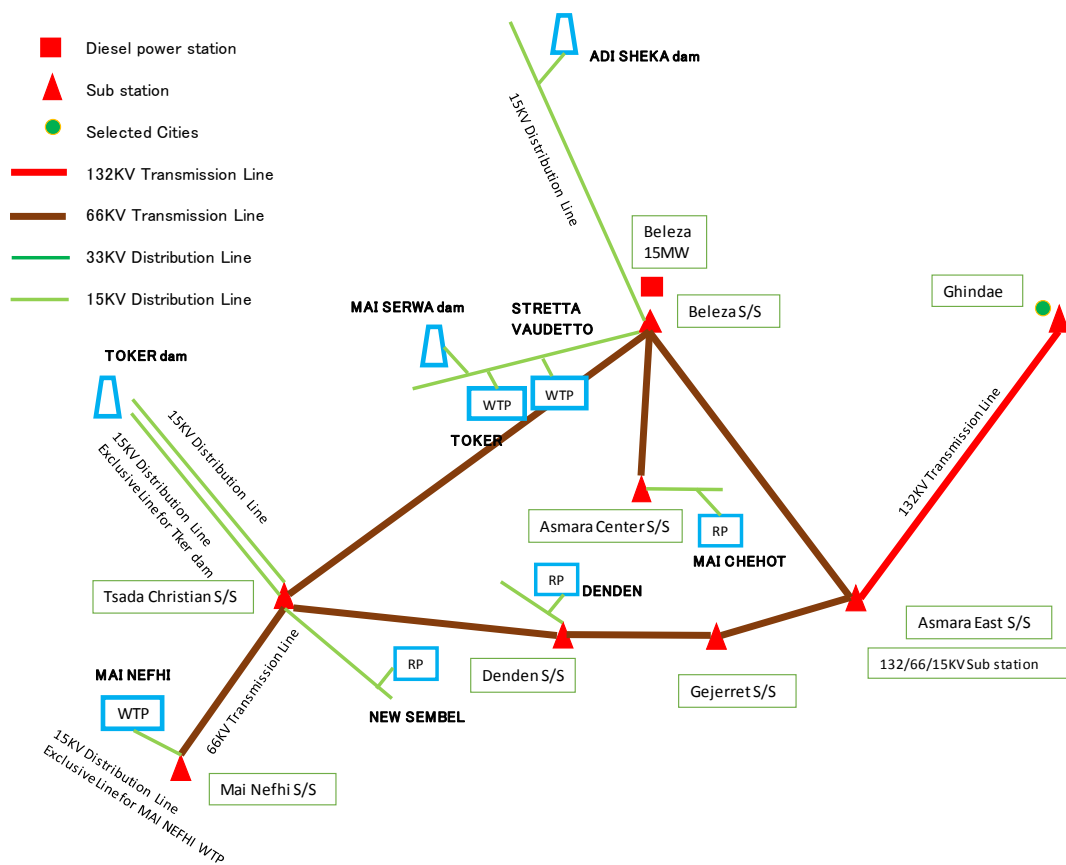 Diesel power station
Sub station
Selected Cities
132KV Transmission Line
66KV Transmission Line
33KV Distribution Line
15KV Distribution Line
ADI SHEKA dam
15KV Distribution Line
Beleza
15MW
Beleza S/S
Ghindae
MAI SERWA dam
STRETTA
VAUDETTO
WTP
WTP
TOKER
TOKER dam
15KV Distribution Line
15KV Distribution Line
Exclusive Line for Tker dam
132KV Transmission Line
Asmara Center S/S
RP
MAI CHEHOT
RP
DENDEN
Tsada Christian S/S
Denden S/S
Gejerret S/S
Asmara East S/S
132/66/15KV Sub station
RP
NEW SEMBEL
66KV Transmission Line
MAI NEFHI
WTP
Mai Nefhi S/S
15KV Distribution Line
Exclusive Line for MAI NEFHI WTP